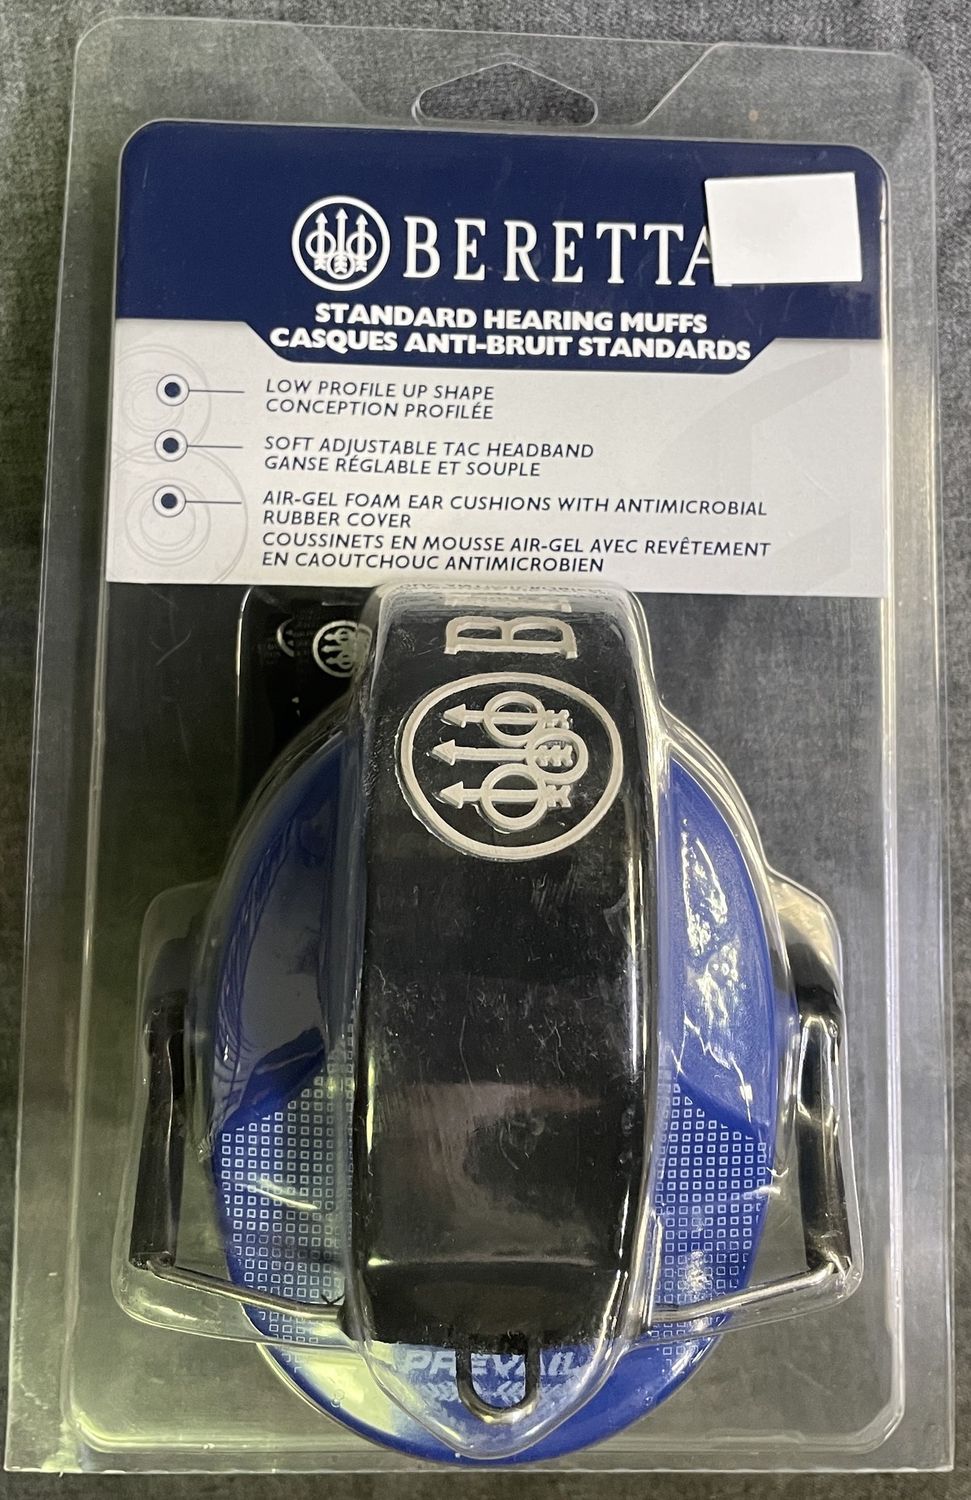 BERETTA
STANDARD HEARING MUFFS
CASQUES ANTI-BRUIT STANDARDS
LOW PROFILE UP SHAPE
CONCEPTION PROFILÉE
SOFT ADJUSTABLE TAC HEADBAND
GANSE RÉGLABLE ET SOUPLE
AIR-GEL FOAM EAR CUSHIONS WITH ANTIMICROBIAL
RUBBER COVER
COUSSINETS EN MOUSSE AIR-GEL AVEC REVÊTEMENT
EN CAOUTCHOUC ANTIMICROBIEN
B
PREVAIL